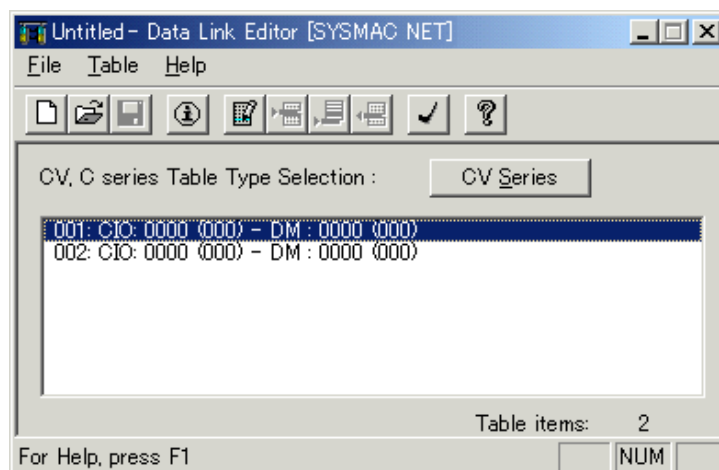 Untitled - Data Link Editor [SYSMAC NET]
File Table Help
CV, C series Table Type Selection : CV Series
001: CIO: 0000 (000) - DM : 0000 (000)
002: CIO: 0000 (000) - DM : 0000 (000)
Table items: 2
For Help, press F1 NUM